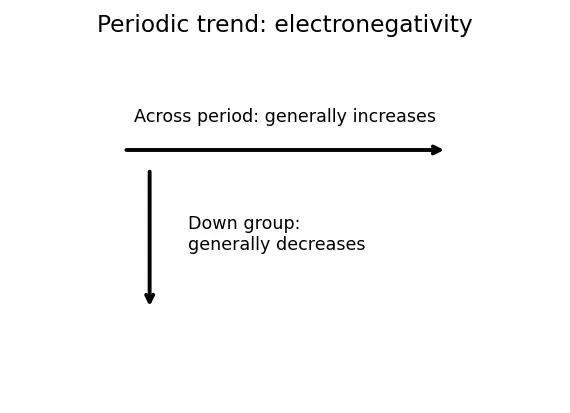 Periodic trend: electronegativity
Across period: generally increases
Down group:
generally decreases